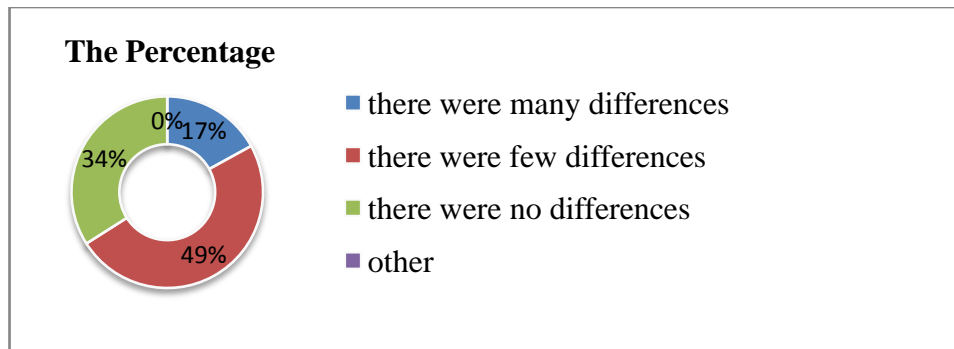 The Percentage
0%
17%
34%
49%
there were many differences
there were few differences
there were no differences
other